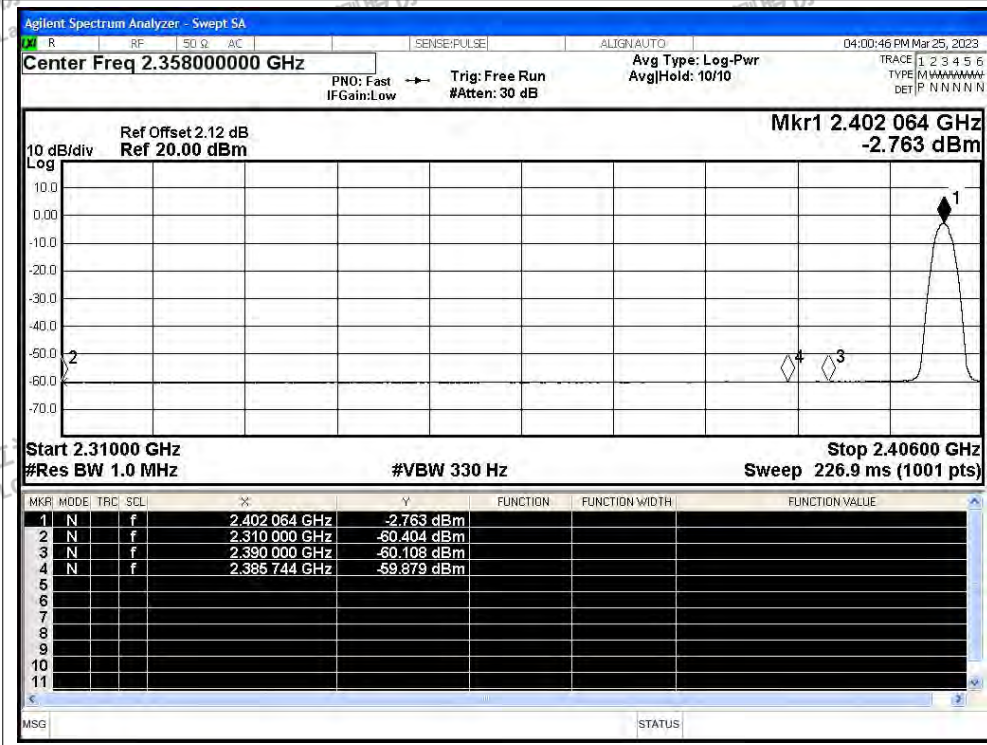 Agilent Spectrum Analyzer - Swept SA
R RF 50 Ω AC SENSE:PULSE ALIGNAUTO 04:00:46 PM Mar 25, 2023
Center Freq 2.358000000 GHz Avg Type: Log-Pwr TRACE 1 2 3 4 5 6
PNO: Fast Trig: Free Run Avg|Hold: 10/10 TYPE M
IFGain:Low #Atten: 30 dB DET P N N N N N
Mkr1 2.402 064 GHz
Ref Offset 2.12 dB
10 dB/div Ref 20.00 dBm -2.763 dBm
Log
10.0
1
0.00
-10.0
-20.0
-30.0
-40.0
-50.0
2 4 3
-60.0
-70.0
Start 2.31000 GHz Stop 2.40600 GHz
#Res BW 1.0 MHz #VBW 330 Hz Sweep 226.9 ms (1001 pts)
MKR MODE TRC SCL X Y FUNCTION FUNCTION WIDTH FUNCTION VALUE
1 N f 2.402 064 GHz -2.763 dBm
2 N f 2.310 000 GHz -60.404 dBm
3 N f 2.390 000 GHz -60.108 dBm
4 N f 2.385 744 GHz -59.879 dBm
5
6
7
8
9
10
11
MSG STATUS